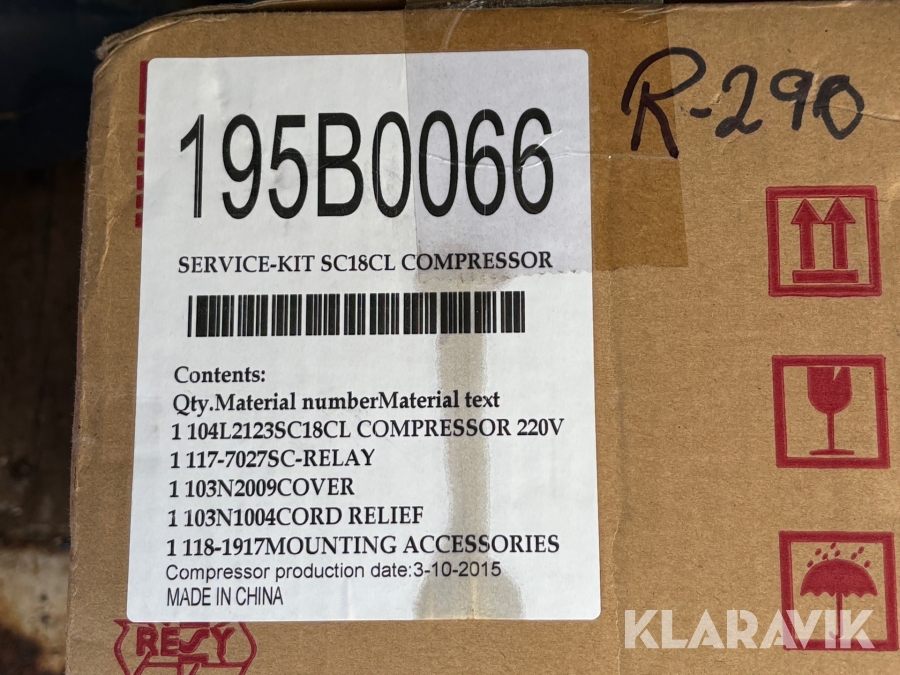 195B0066
R-290
SERVICE-KIT SC18CL COMPRESSOR
Contents:
Qty.Material numberMaterial text
1 104L2123SC18CL COMPRESSOR 220V
1 117-7027SC-RELAY
1 103N2009COVER
1 103N1004CORD RELIEF
1 118-1917MOUNTING ACCESSORIES
Compressor production date:3-10-2015
MADE IN CHINA
RESY
KLARAVIK